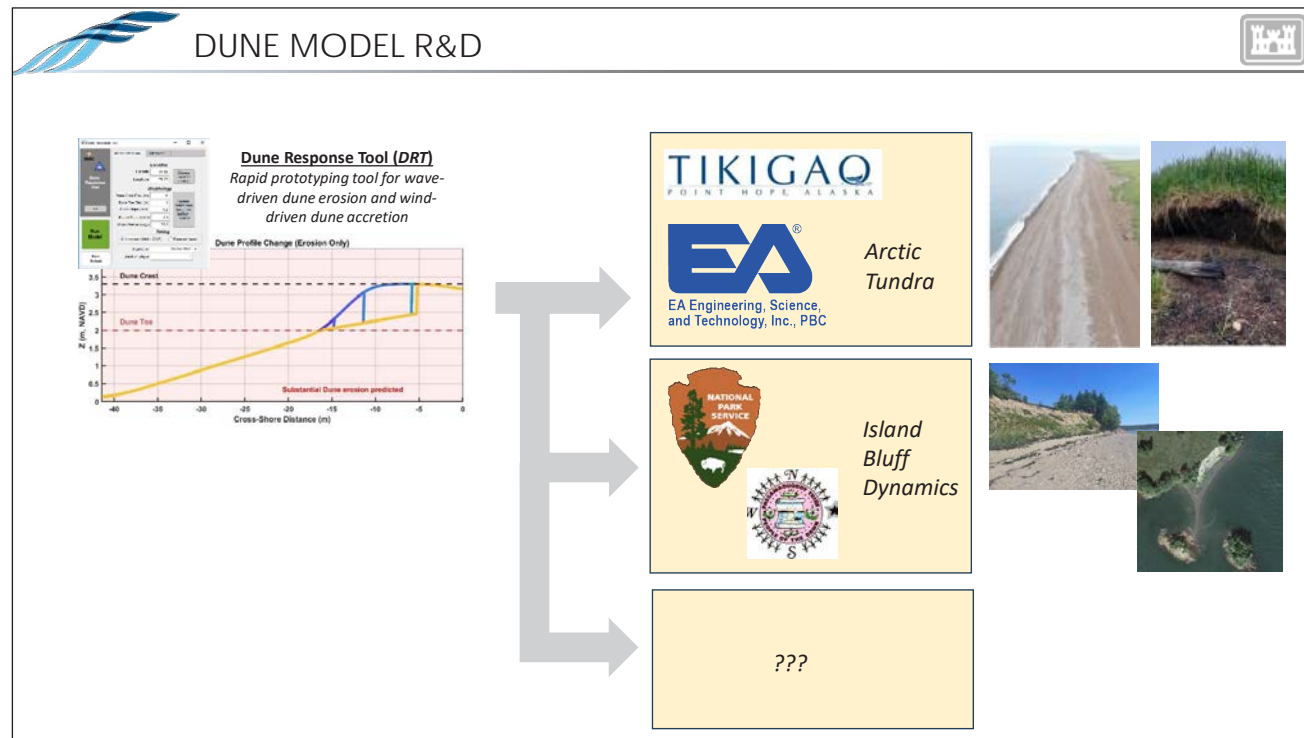 DUNE MODEL R&D
Dune Response Tool (DRT)
Rapid prototyping tool for wave-
driven dune erosion and wind-
driven dune accretion
Run
Model
Dune Profile Change (Erosion Only)
Dune Crest
Dune Toe
Substantial Dune erosion predicted
Z (m, NAVD)
3.5
3
2.5
2
1.5
1
0.5
0
-40
-35
-30
-25
-20
-15
-10
-5
0
Cross-Shore Distance (m)
TIKIGAQ
POINT HOPE, ALASKA
EA®
EA Engineering, Science,
and Technology, Inc., PBC
Arctic
Tundra
NATIONAL
PARK
SERVICE
N
W
S
Island
Bluff
Dynamics
???